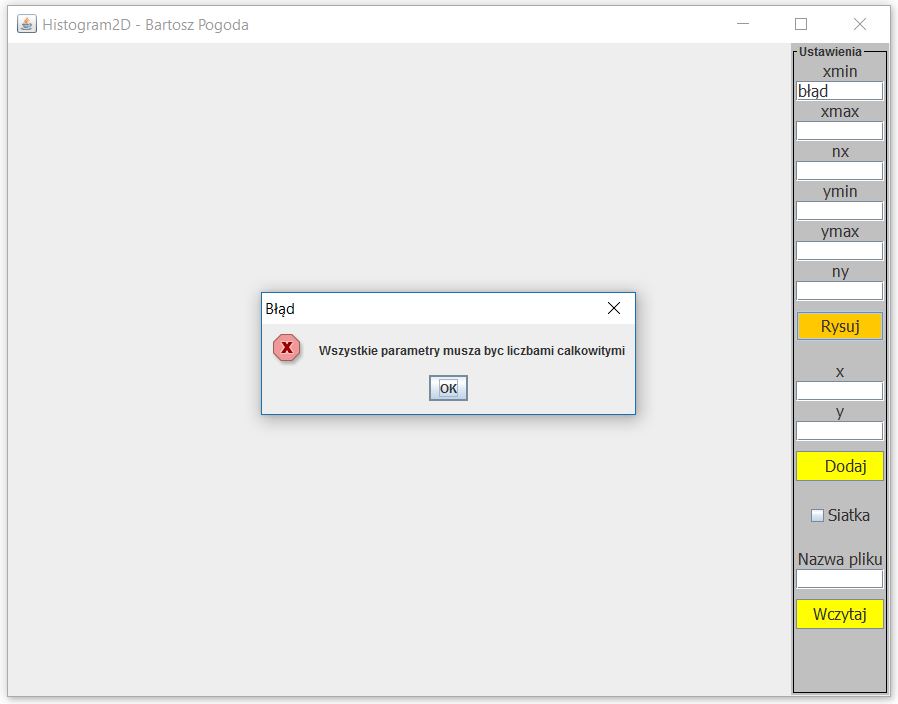 Histogram2D - Bartosz Pogoda
Ustawienia
xmin
błąd
xmax
nx
ymin
ymax
ny
Rysuj
x
y
Dodaj
Siatka
Nazwa pliku
Wczytaj
Błąd
Wszystkie parametry musza byc liczbami calkowitymi
OK